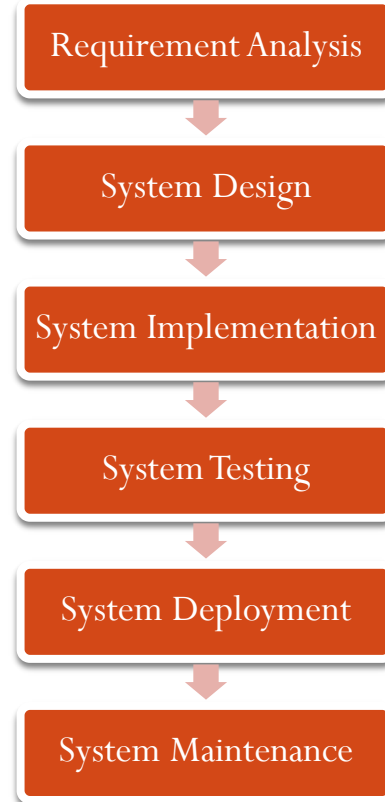 Requirement Analysis
System Design
System Implementation
System Testing
System Deployment
System Maintenance